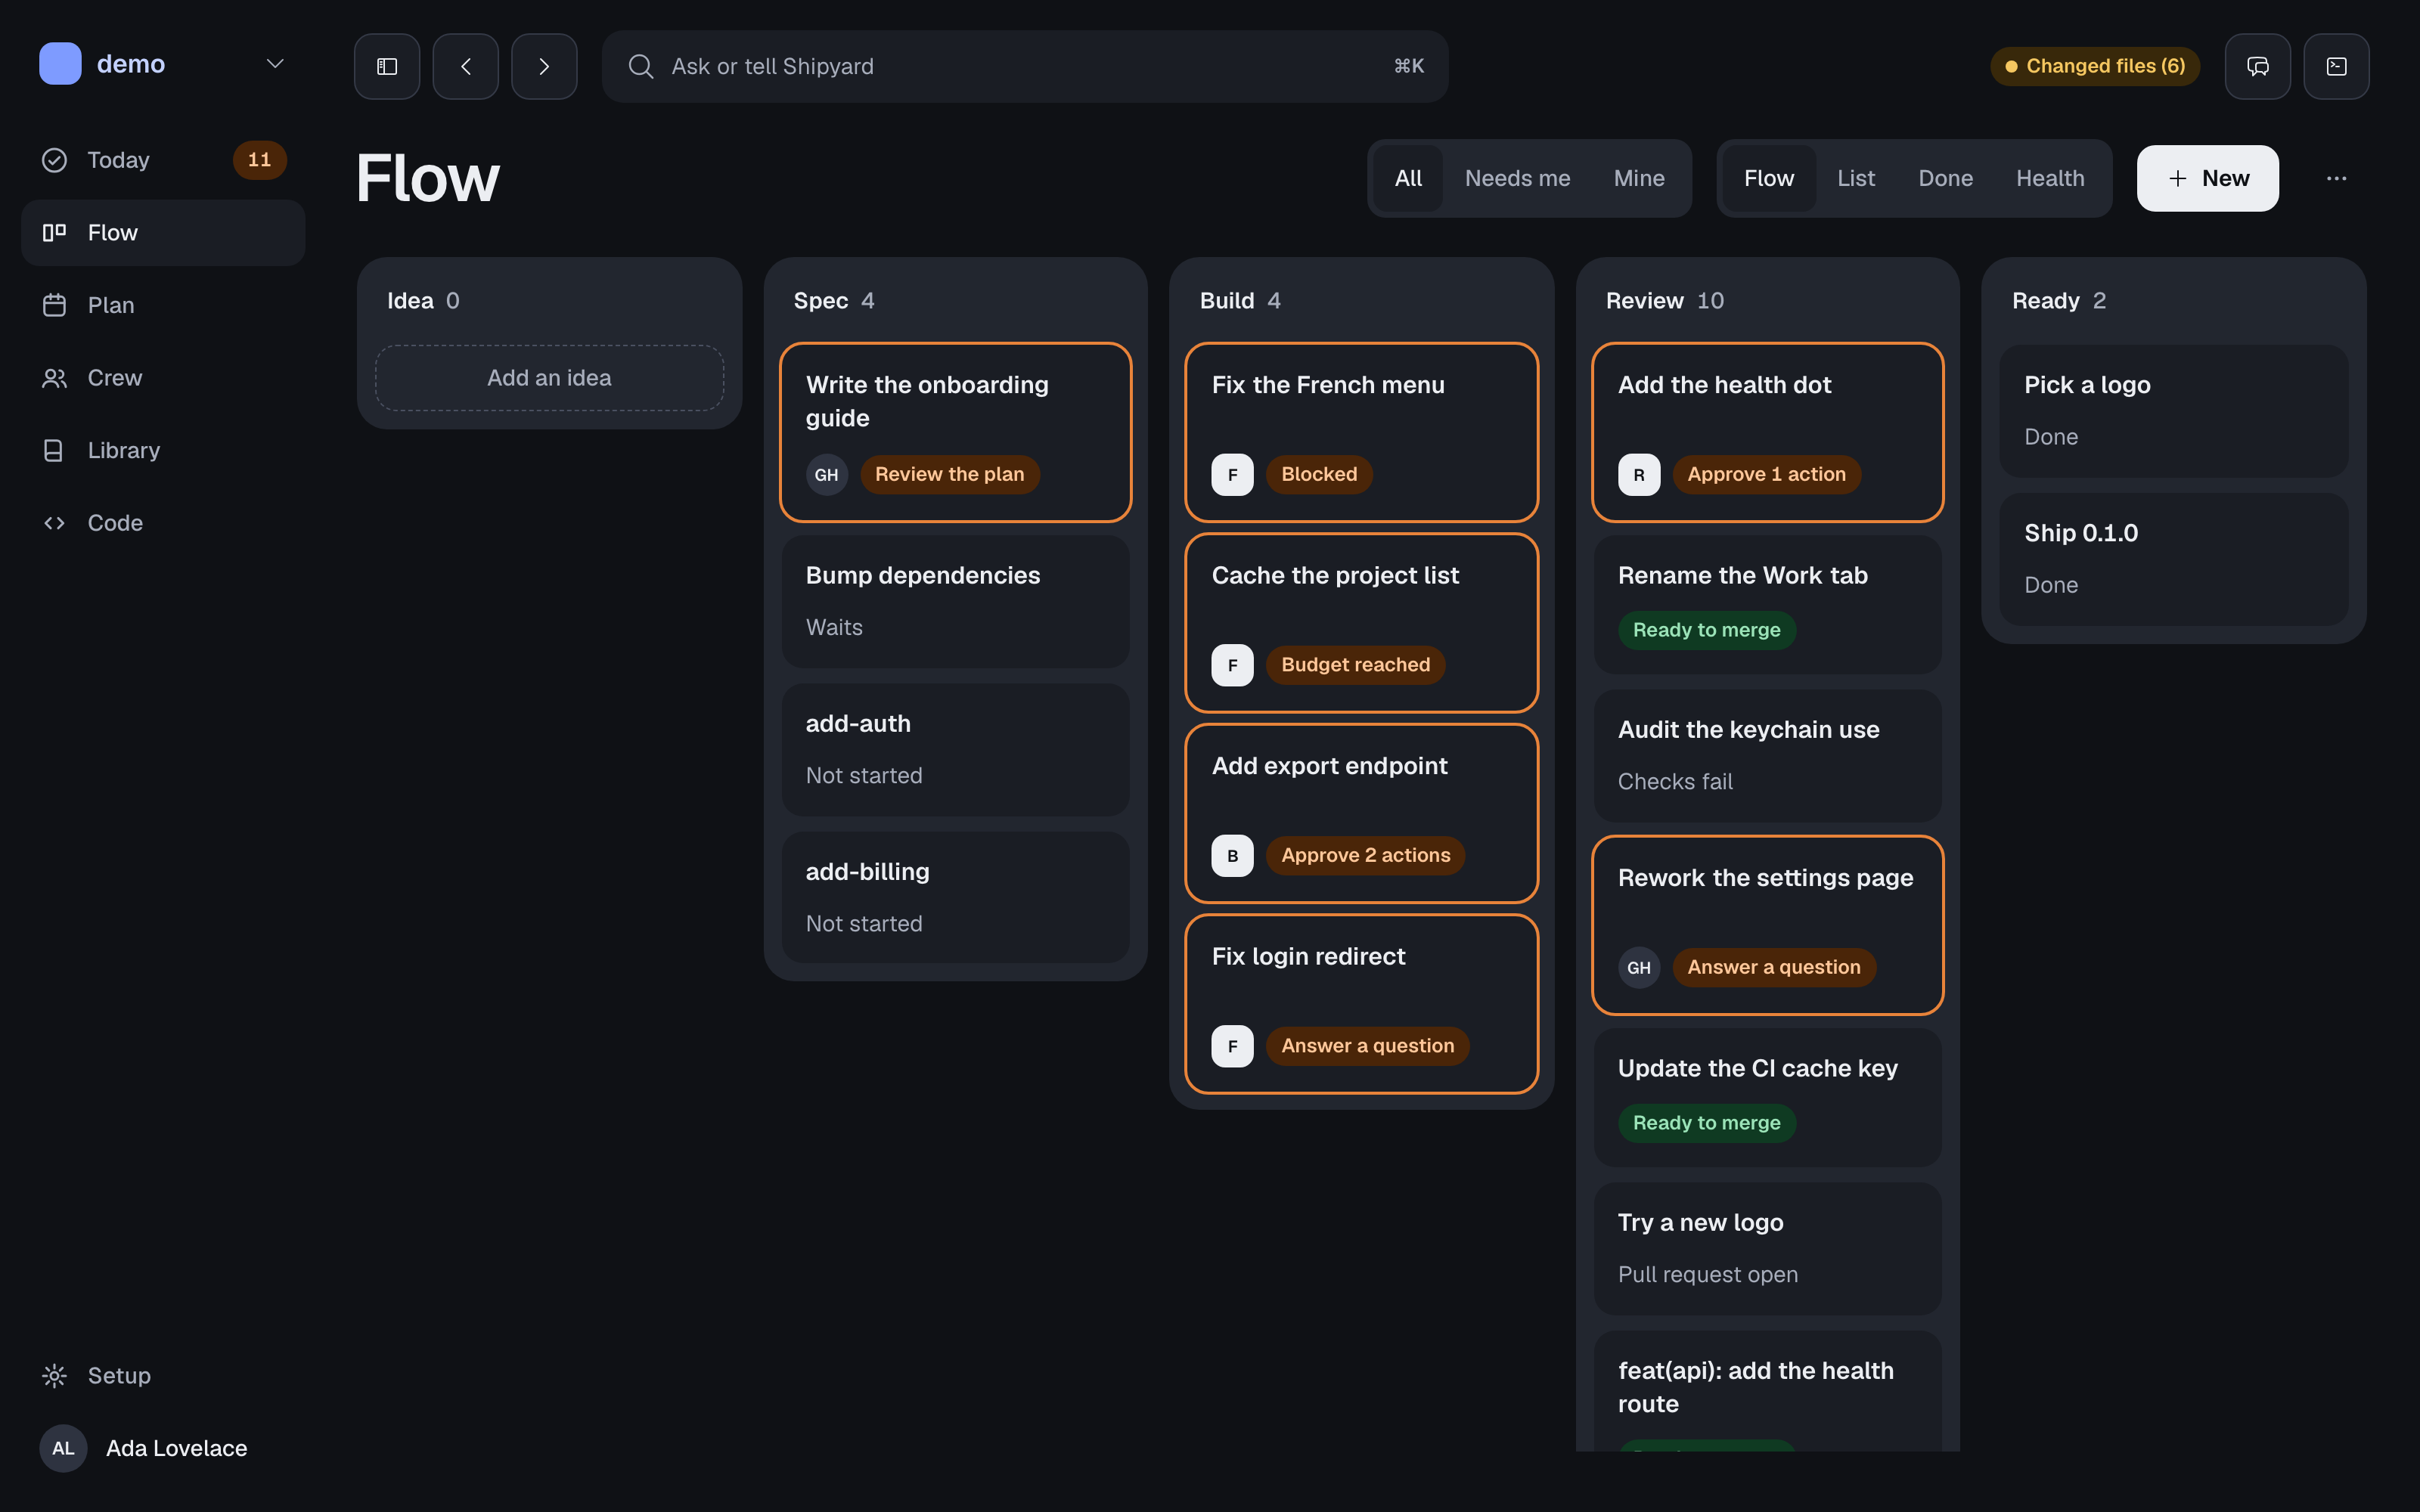 demo
Ask or tell Shipyard
⌘K
Changed files (6)
Today
11
Flow
Plan
Crew
Library
Code
Setup
AL
Ada Lovelace
Flow
All
Needs me
Mine
Flow
List
Done
Health
New
Idea 0
Add an idea
Spec 4
Write the onboarding
guide
GH
Review the plan
Bump dependencies
Waits
add-auth
Not started
add-billing
Not started
Build 4
Fix the French menu
F
Blocked
Cache the project list
F
Budget reached
Add export endpoint
B
Approve 2 actions
Fix login redirect
F
Answer a question
Review 10
Add the health dot
R
Approve 1 action
Rename the Work tab
Ready to merge
Audit the keychain use
Checks fail
Rework the settings page
GH
Answer a question
Update the CI cache key
Ready to merge
Try a new logo
Pull request open
feat(api): add the health
route
Ready 2
Pick a logo
Done
Ship 0.1.0
Done